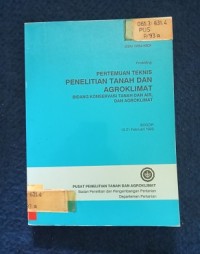 PUS
Prosiding
PERTEMUAN TEKNIS
PENELITIAN TANAH DAN
AGROKLIMAT
BIDANG KONSERVASI TANAH DAN AIR,
DAN AGROKLIMAT
PUSAT PENELITIAN TANAH DAN AGROKLIMAT
Badan Penelitian dan Pengembangan Pertanian
Departemen Pertanian